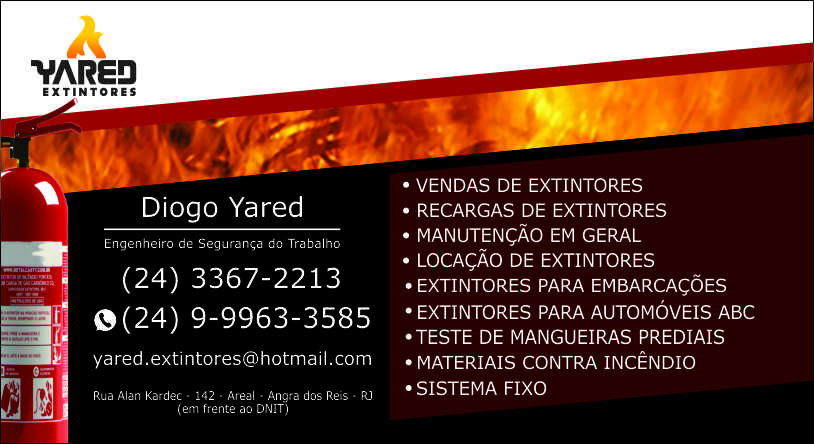 YARED
EXTINTORES
Diogo Yared
Engenheiro de Segurança do Trabalho
(24) 3367-2213
(24) 9-9963-3585
yared.extintores@hotmail.com
Rua Alan Kardec - 142 - Areal - Angra dos Reis - RJ
(em frente ao DNIT)
• VENDAS DE EXTINTORES
• RECARGAS DE EXTINTORES
• MANUTENÇÃO EM GERAL
• LOCAÇÃO DE EXTINTORES
• EXTINTORES PARA EMBARCAÇÕES
• EXTINTORES PARA AUTOMÓVEIS ABC
• TESTE DE MANGUEIRAS PREDIAIS
• MATERIAIS CONTRA INCÊNDIO
• SISTEMA FIXO